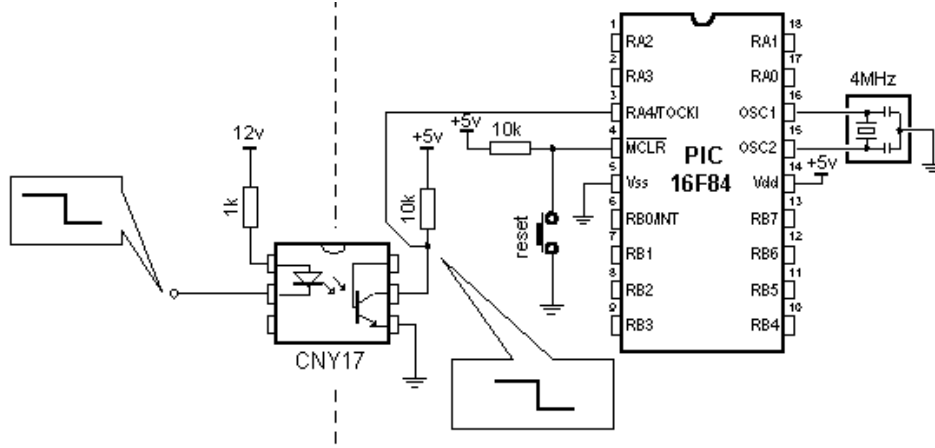 12v
1k
CNY17
+5v
10k
+5v
10k
reset
1
RA2
2
RA3
3
RA4/TOCKI
4
MCLR
5
Vss
6
RB0/INT
7
RB1
8
RB2
9
RB3
PIC
16F84
18
RA1
17
RA0
16
OSC1
15
OSC2
14
Vdd
13
RB7
12
RB6
11
RB5
10
RB4
+5v
4MHz